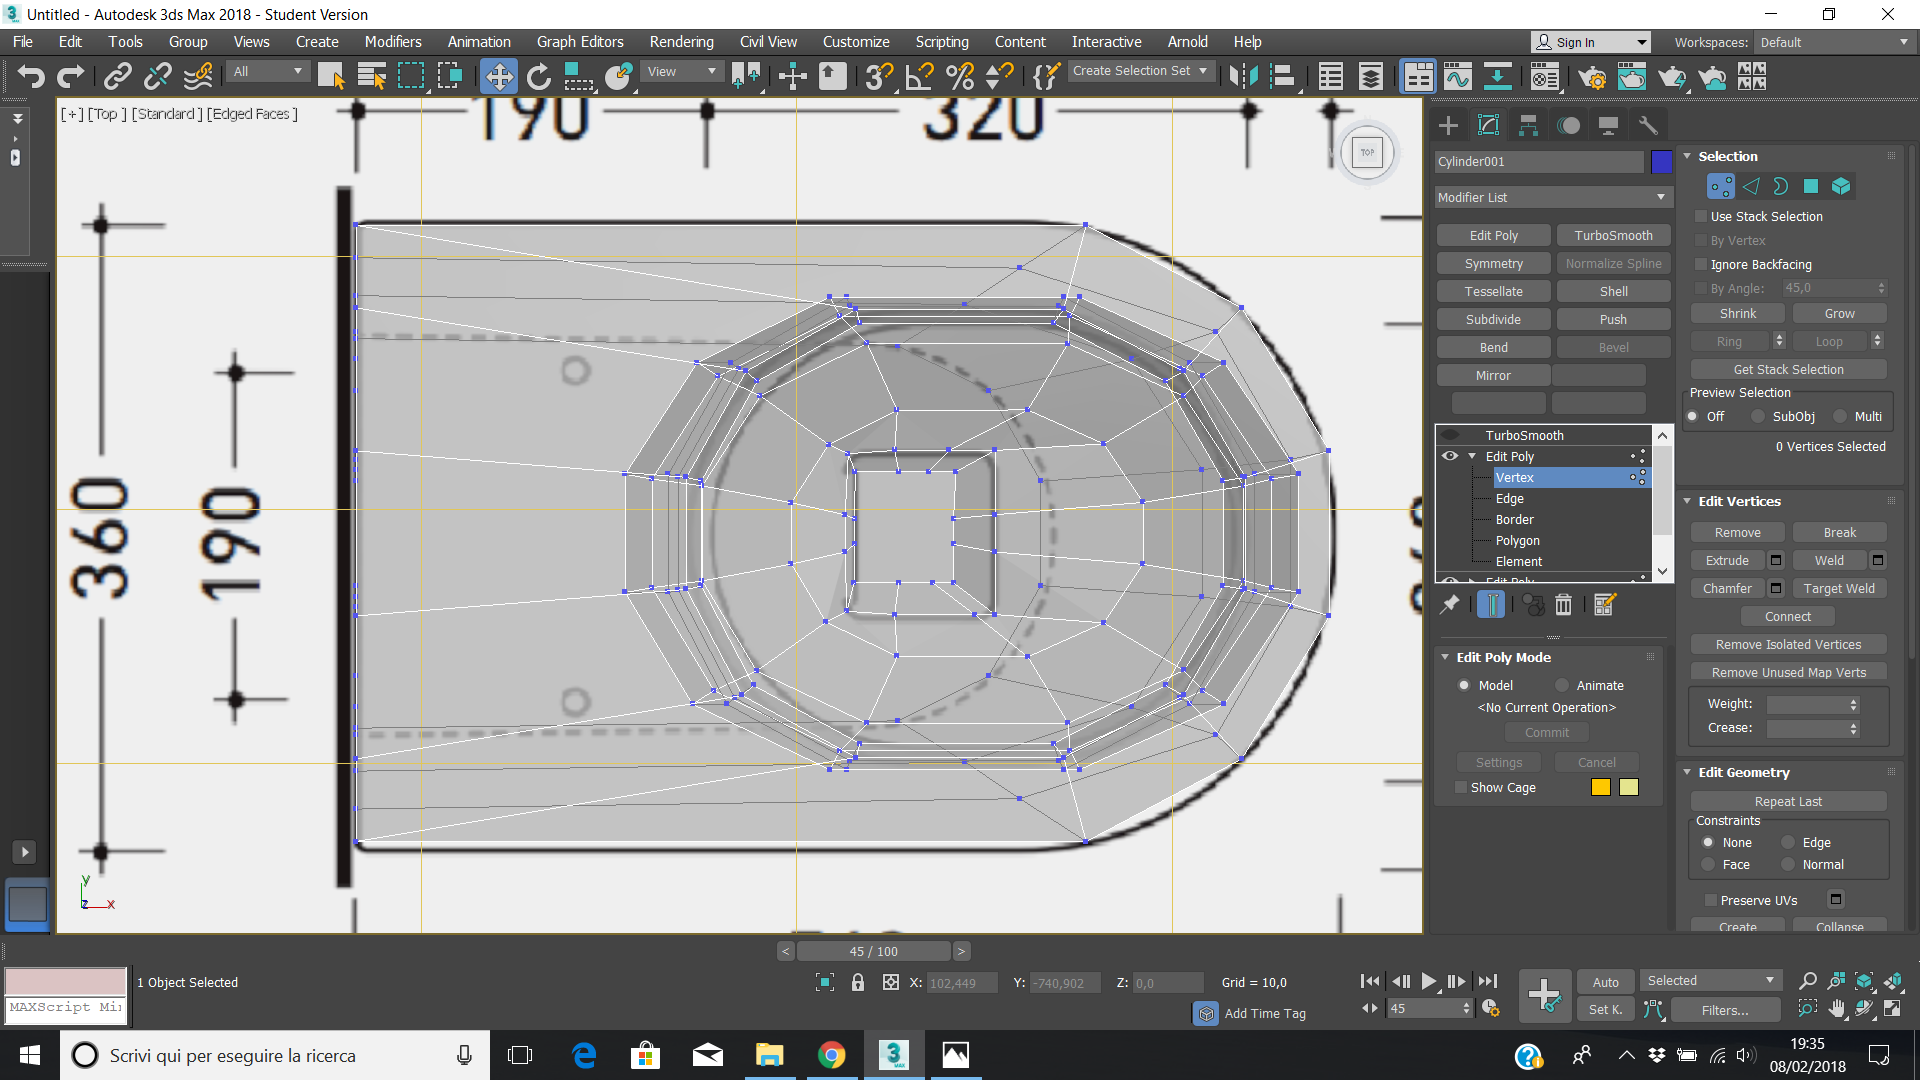 Untitled - Autodesk 3ds Max 2018 - Student Version
File Edit Tools Group Views Create Modifiers Animation Graph Editors Rendering Civil View Customize Scripting Content Interactive Arnold Help
Sign In
Workspaces: Default
All
View
Create Selection Set
[+] [Top ] [Standard ] [Edged Faces ]
190
320
TOP
360
190
Cylinder001
Modifier List
Edit Poly TurboSmooth
Symmetry Normalize Spline
Tessellate Shell
Subdivide Push
Bend Bevel
Mirror
TurboSmooth
Edit Poly
Vertex
Edge
Border
Polygon
Element
Edit Poly
Edit Poly Mode
Model Animate
<No Current Operation>
Commit
Settings Cancel
Show Cage
Selection
Use Stack Selection
By Vertex
Ignore Backfacing
By Angle: 45,0
Shrink Grow
Ring Loop
Get Stack Selection
Preview Selection
Off SubObj Multi
0 Vertices Selected
Edit Vertices
Remove Break
Extrude Weld
Chamfer Target Weld
Connect
Remove Isolated Vertices
Remove Unused Map Verts
Weight:
Crease:
Edit Geometry
Repeat Last
Constraints
None Edge
Face Normal
Preserve UVs
Create Collapse
y
z x
< 45 / 100 >
1 Object Selected
MAXScript Mi
X: 102,449 Y: -740,902 Z: 0,0 Grid = 10,0
Add Time Tag
45
Auto Selected
Set K. Filters...
Scrivi qui per eseguire la ricerca
3
MAX
19:35
08/02/2018